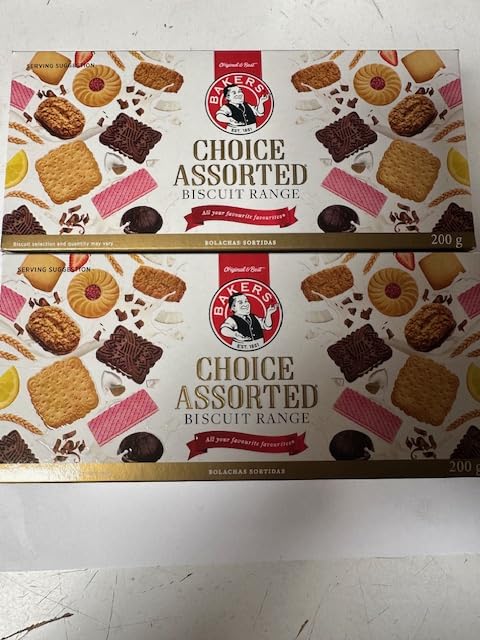 SERVING SUGGESTION
Original & Best
BAKERS
EST. 1851
CHOICE
ASSORTED
BISCUIT RANGE
All your favourite favourites
Biscuit selection and quantity may vary
BOLACHAS SORTIDAS
200 g
SERVING SUGGESTION
Original & Best
BAKERS
EST. 1851
CHOICE
ASSORTED
BISCUIT RANGE
All your favourite favourites
BOLACHAS SORTIDAS
200 g